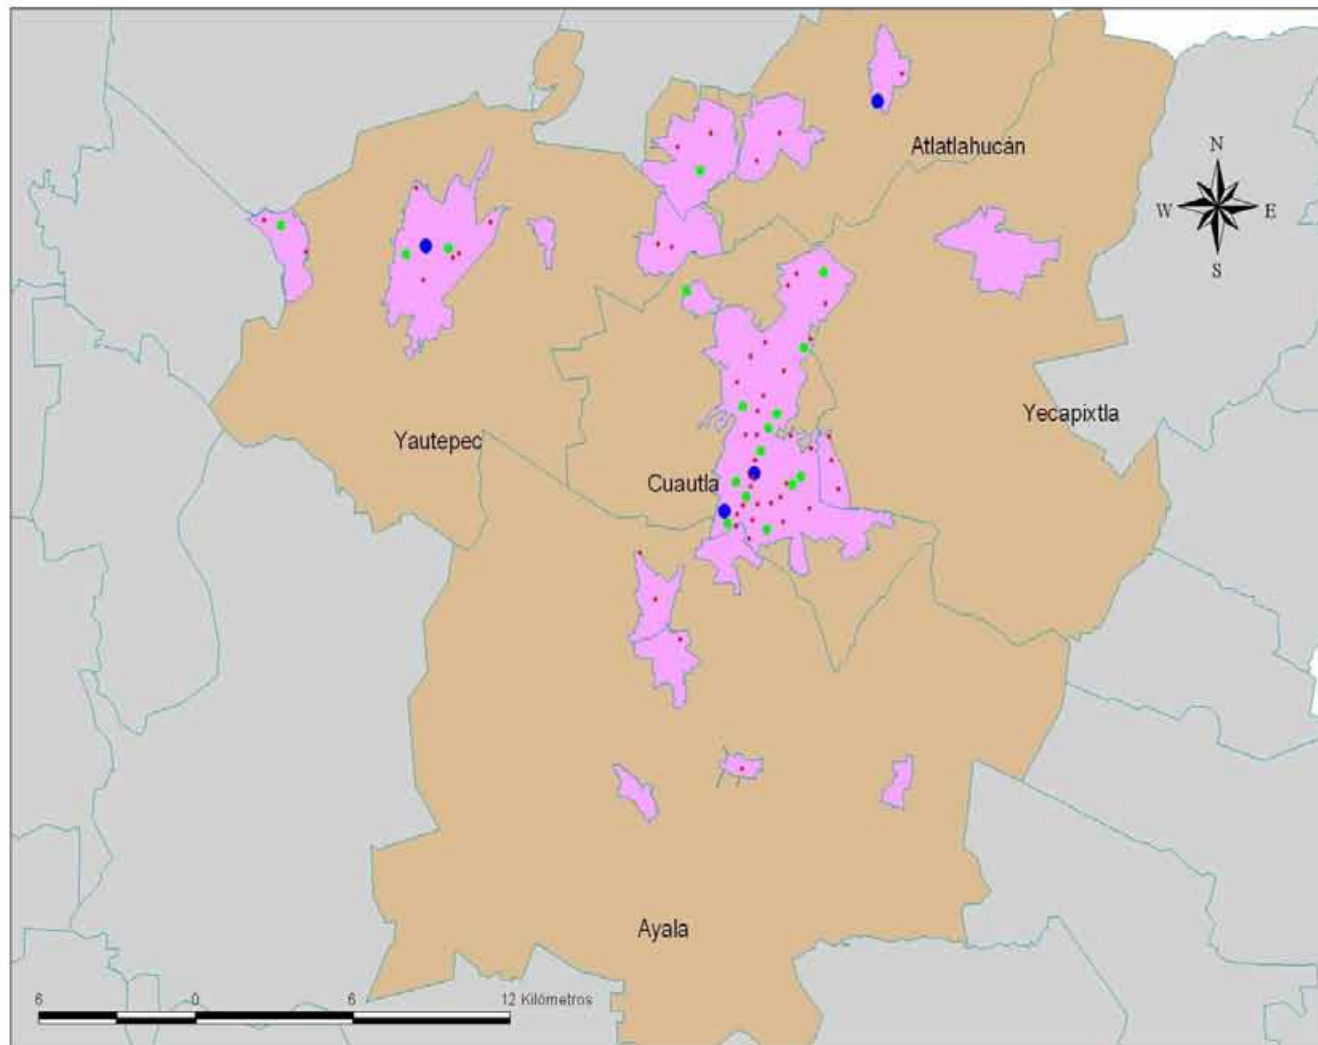 Atlatlahucán
N
W E
S
Yecapixtla
Yautepec
Cuautla
Ayala
6 0 6 12 Kilómetros